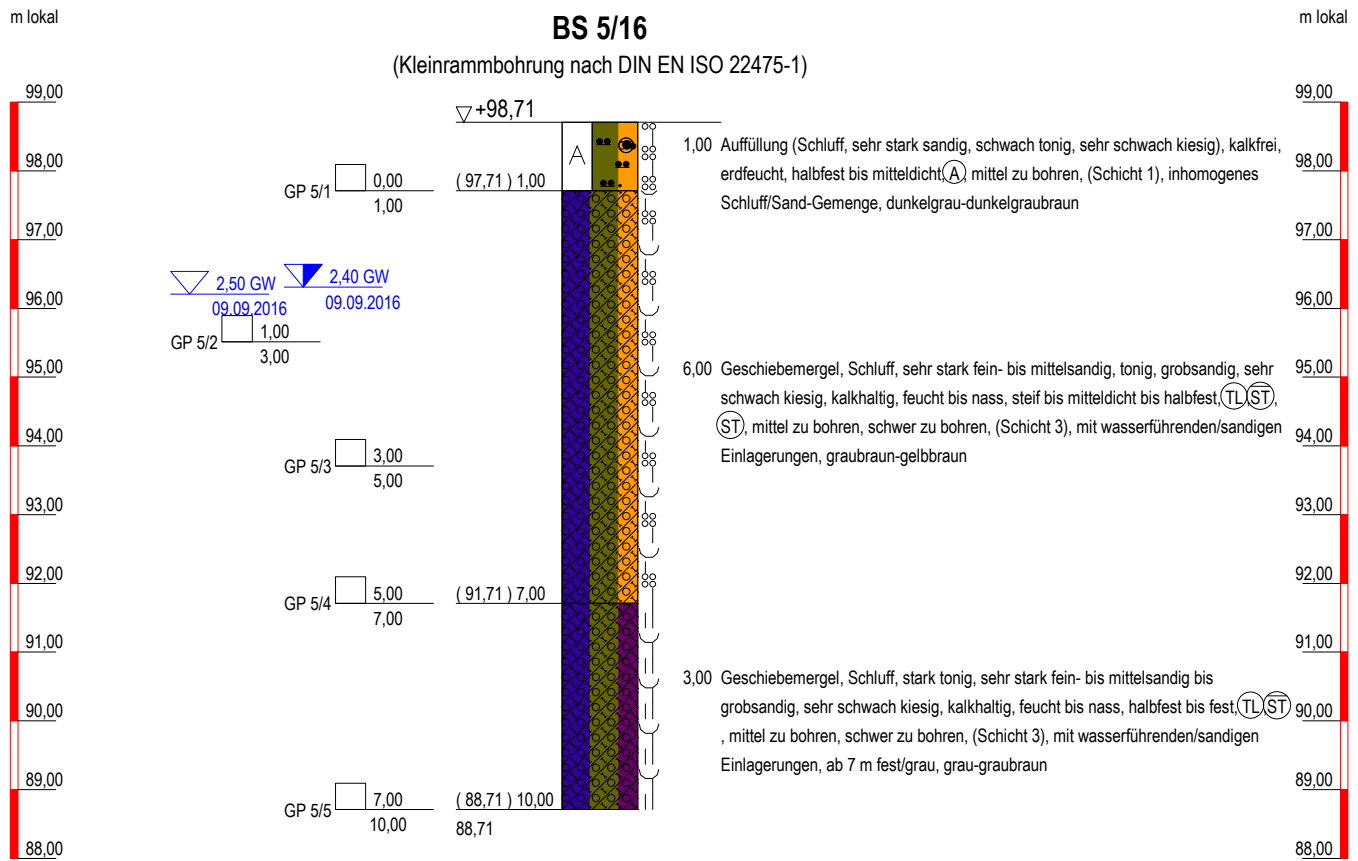 m lokal
m lokal
BS 5/16
(Kleinrammbohrung nach DIN EN ISO 22475-1)
99,00
99,00
+98,71
1,00 Auffüllung (Schluff, sehr stark sandig, schwach tonig, sehr schwach kiesig), kalkfrei,
erdfeucht, halbfest bis mitteldicht, A, mittel zu bohren, (Schicht 1), inhomogenes
Schluff/Sand-Gemenge, dunkelgrau-dunkelgraubraun
A
98,00
98,00
GP 5/1
0,00
1,00
( 97,71 ) 1,00
97,00
97,00
2,50 GW
09.09.2016
2,40 GW
09.09.2016
96,00
96,00
GP 5/2
1,00
3,00
95,00
95,00
6,00 Geschiebemergel, Schluff, sehr stark fein- bis mittelsandig, tonig, grobsandig, sehr
schwach kiesig, kalkhaltig, feucht bis nass, steif bis mitteldicht bis halbfest, TL, S̅T̅,
ST, mittel zu bohren, schwer zu bohren, (Schicht 3), mit wasserführenden/sandigen
Einlagerungen, graubraun-gelbbraun
94,00
94,00
GP 5/3
3,00
5,00
93,00
93,00
92,00
92,00
GP 5/4
5,00
7,00
( 91,71 ) 7,00
91,00
91,00
3,00 Geschiebemergel, Schluff, stark tonig, sehr stark fein- bis mittelsandig bis
grobsandig, sehr schwach kiesig, kalkhaltig, feucht bis nass, halbfest bis fest, TL, S̅T̅
, mittel zu bohren, schwer zu bohren, (Schicht 3), mit wasserführenden/sandigen
Einlagerungen, ab 7 m fest/grau, grau-graubraun
90,00
90,00
89,00
89,00
GP 5/5
7,00
10,00
( 88,71 ) 10,00
88,71
88,00
88,00